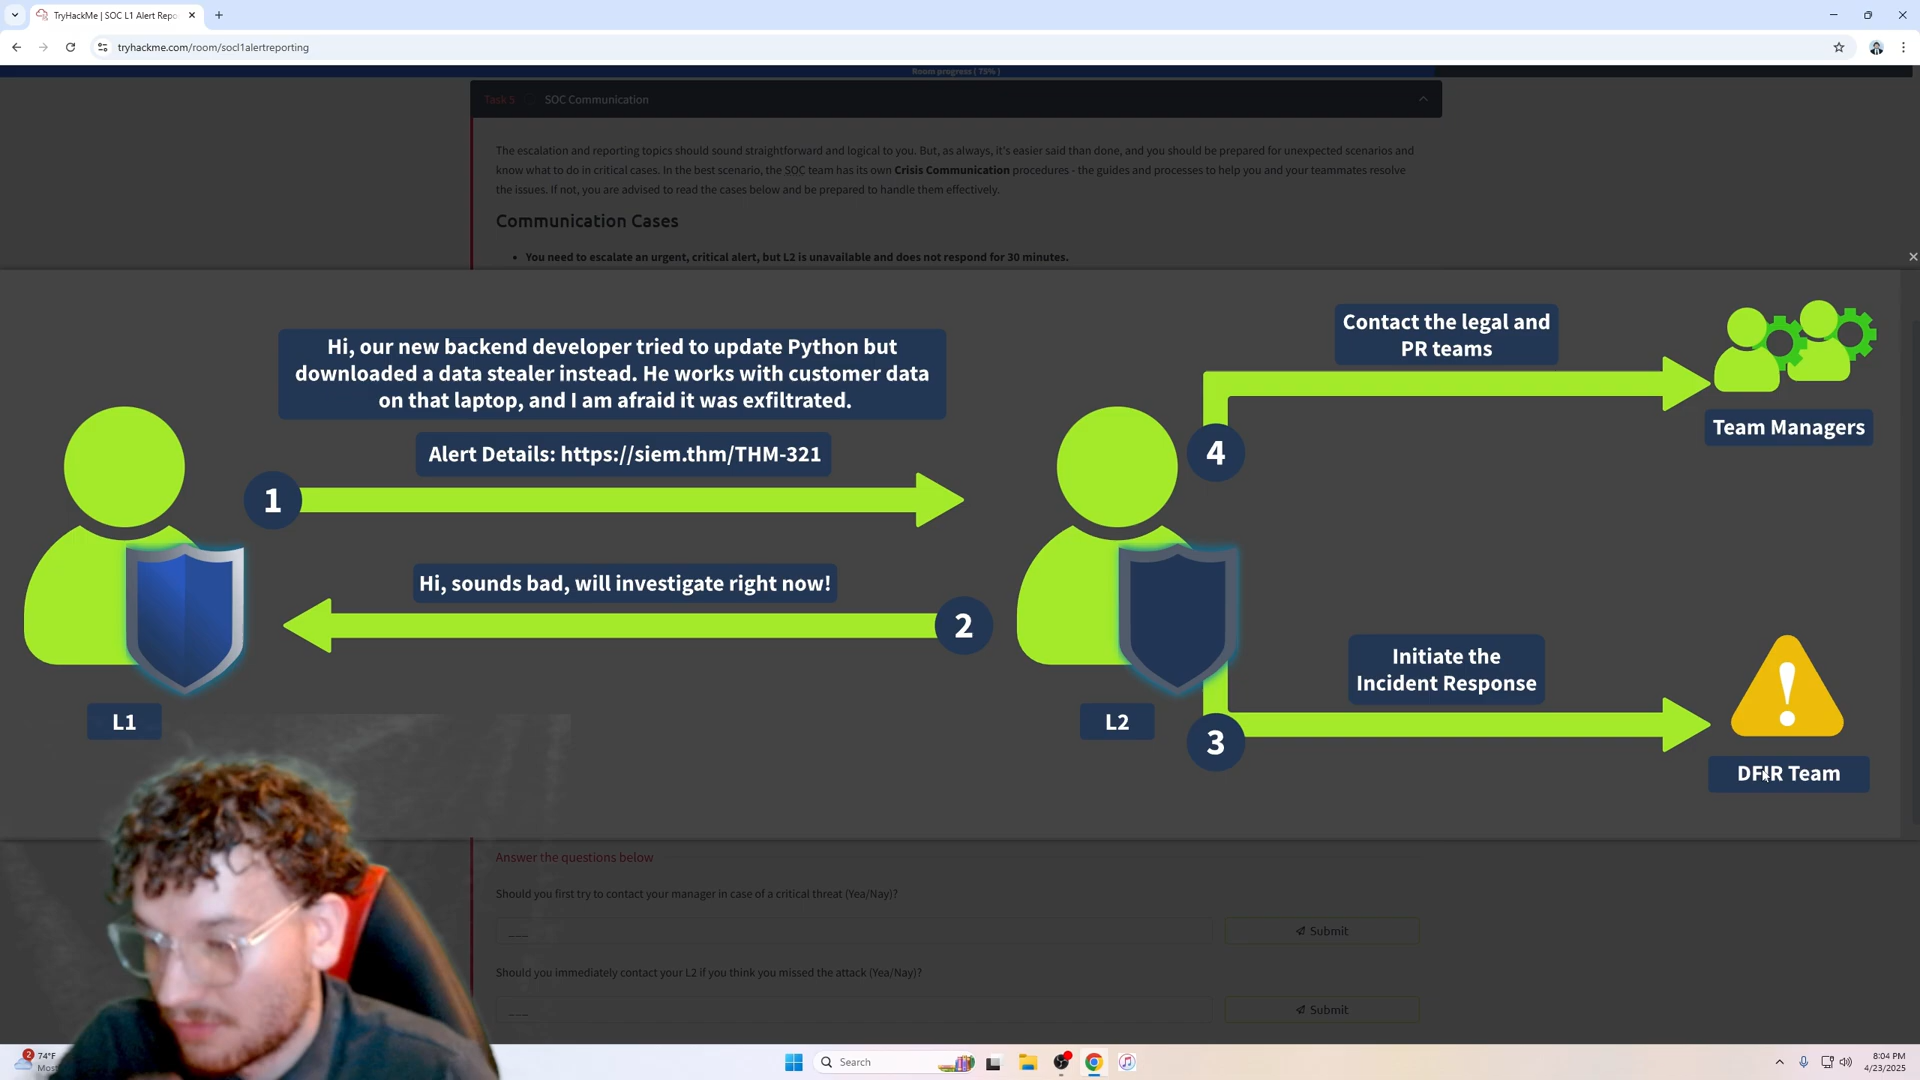 TryHackMe | SOC L1 Alert Repo
tryhackme.com/room/socl1alertreporting
Room progress ( 75% )
Task 5
SOC Communication
The escalation and reporting topics should sound straightforward and logical to you. But, as always, it's easier said than done, and you should be prepared for unexpected scenarios and
know what to do in critical cases. In the best scenario, the SOC team has its own Crisis Communication procedures - the guides and processes to help you and your teammates resolve
the issues. If not, you are advised to read the cases below and be prepared to handle them effectively.
Communication Cases
• You need to escalate an urgent, critical alert, but L2 is unavailable and does not respond for 30 minutes.
Hi, our new backend developer tried to update Python but
downloaded a data stealer instead. He works with customer data
on that laptop, and I am afraid it was exfiltrated.
Alert Details: https://siem.thm/THM-321
1
Hi, sounds bad, will investigate right now!
2
L1
L2
Contact the legal and
PR teams
4
Team Managers
Initiate the
Incident Response
3
DFIR Team
Answer the questions below
Should you first try to contact your manager in case of a critical threat (Yea/Nay)?
___
Submit
Should you immediately contact your L2 if you think you missed the attack (Yea/Nay)?
___
Submit
2
74°F
Search
8:04 PM
4/23/2025